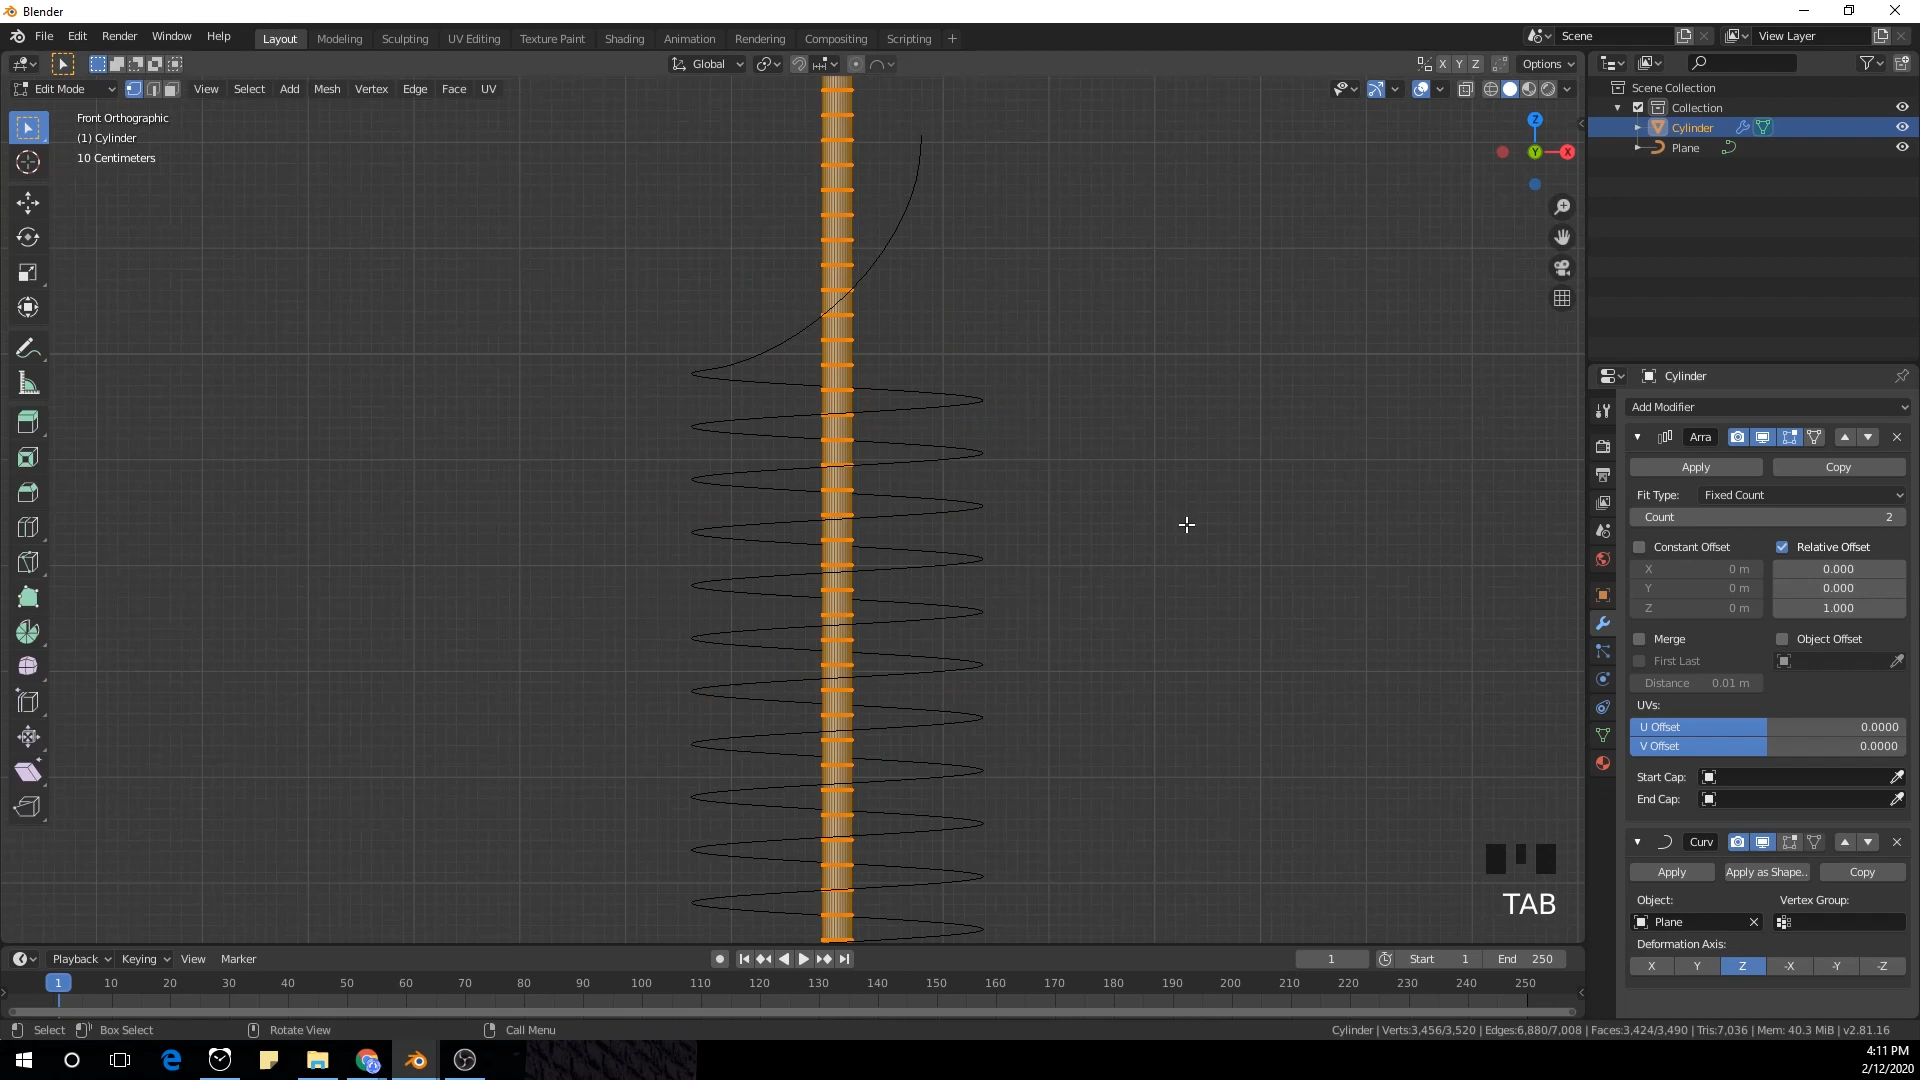 Blender
File Edit Render Window Help
Layout Modeling Sculpting UV Editing Texture Paint Shading Animation Rendering Compositing Scripting +
Scene
View Layer
Global
X Y Z
Options
Edit Mode
View Select Add Mesh Vertex Edge Face UV
Front Orthographic
(1) Cylinder
10 Centimeters
Z
Y
X
TAB
Scene Collection
Collection
Cylinder
Plane
Cylinder
Add Modifier
Arra
Apply Copy
Fit Type: Fixed Count
Count 2
Constant Offset Relative Offset
X 0 m 0.000
Y 0 m 0.000
Z 0 m 1.000
Merge Object Offset
First Last
Distance 0.01 m
UVs:
U Offset 0.0000
V Offset 0.0000
Start Cap:
End Cap:
Curv
Apply Apply as Shape.. Copy
Object: Vertex Group:
Plane
Deformation Axis:
X Y Z -X -Y -Z
Playback Keying View Marker
1
Start 1
End 250
1 10 20 30 40 50 60 70 80 90 100 110 120 130 140 150 160 170 180 190 200 210 220 230 240 250
Select Box Select Rotate View Call Menu
Cylinder | Verts:3,456/3,520 | Edges:6,880/7,008 | Faces:3,424/3,490 | Tris:7,036 | Mem: 40.3 MiB | v2.81.16
4:11 PM
2/12/2020